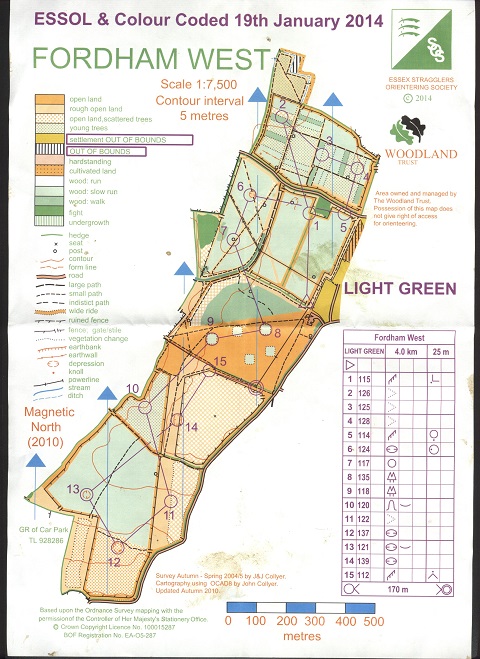 ESSOL & Colour Coded 19th January 2014
FORDHAM WEST
Scale 1:7,500
Contour interval
5 metres
SOS
ESSEX STRAGGLERS
ORIENTEERING SOCIETY
© 2014
WOODLAND
TRUST
Area owned and managed by
The Woodland Trust.
Possession of this map does
not give right of access
for orienteering.
open land
rough open land
open land,scattered trees
young trees
settlement OUT OF BOUNDS
OUT OF BOUNDS
hardstanding
cultivated land
wood: run
wood: slow run
wood: walk
fight
undergrowth
hedge
seat
post
contour
form line
road
large path
small path
indistict path
wide ride
ruined fence
fence: gate/stile
vegetation change
earthbank
earthwall
depression
knoll
powerline
stream
ditch
2
3
6
1
5
7
4
9
8
15
10
14
13
11
12
LIGHT GREEN
Fordham West
LIGHT GREEN 4.0 km 25 m
1 115
2 126
3 125
4 128
5 114
6 124
7 111
8 135
9 118
10 120
11 122
12 137
13 121
14 139
15 112
170 m
Magnetic
North
(2010)
GR of Car Park
TL 928286
Survey Autumn - Spring 2004/5 by J&J Collyer.
Cartography using OCAD8 by John Collyer.
Updated Autumn 2010.
Based upon the Ordnance Survey mapping with the
permission of the Controller of Her Majesty's Stationery Office.
© Crown Copyright Licence No. 100015287
BOF Registration No. EA-OS-287
0 100 200 300 400 500
metres